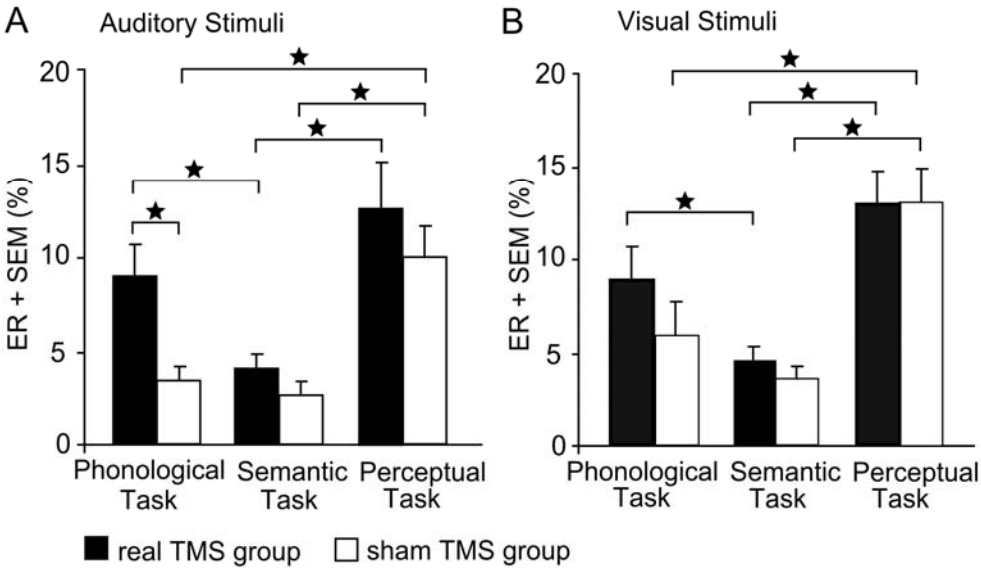 A Auditory Stimuli
ER + SEM (%)
20
15
10
5
0
Phonological Task
Semantic Task
Perceptual Task
B Visual Stimuli
ER + SEM (%)
20
15
10
5
0
Phonological Task
Semantic Task
Perceptual Task
real TMS group
sham TMS group